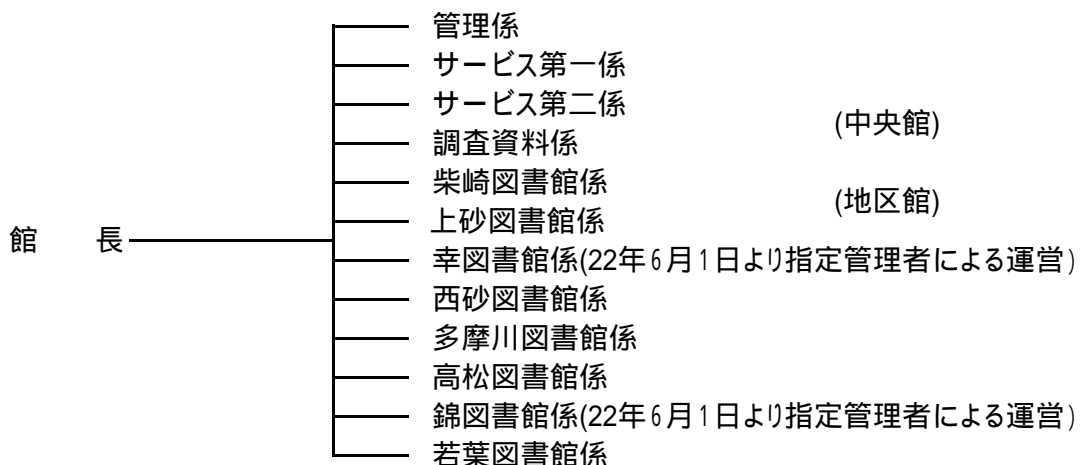 管理係
サービス第一係
サービス第二係
(中央館)
調査資料係
柴崎図書館係
(地区館)
上砂図書館係
館　長
幸図書館係(22年6月1日より指定管理者による運営)
西砂図書館係
多摩川図書館係
高松図書館係
錦図書館係(22年6月1日より指定管理者による運営)
若葉図書館係